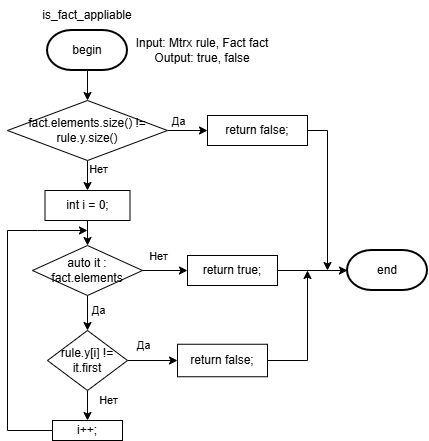 is_fact_appliable
begin
Input: Mtrx rule, Fact fact
Output: true, false
fact.elements.size() !=
rule.y.size()
Да
return false;
Нет
int i = 0;
auto it :
fact.elements
Нет
return true;
end
Да
rule.y[i] !=
it.first
Да
return false;
Нет
i++;